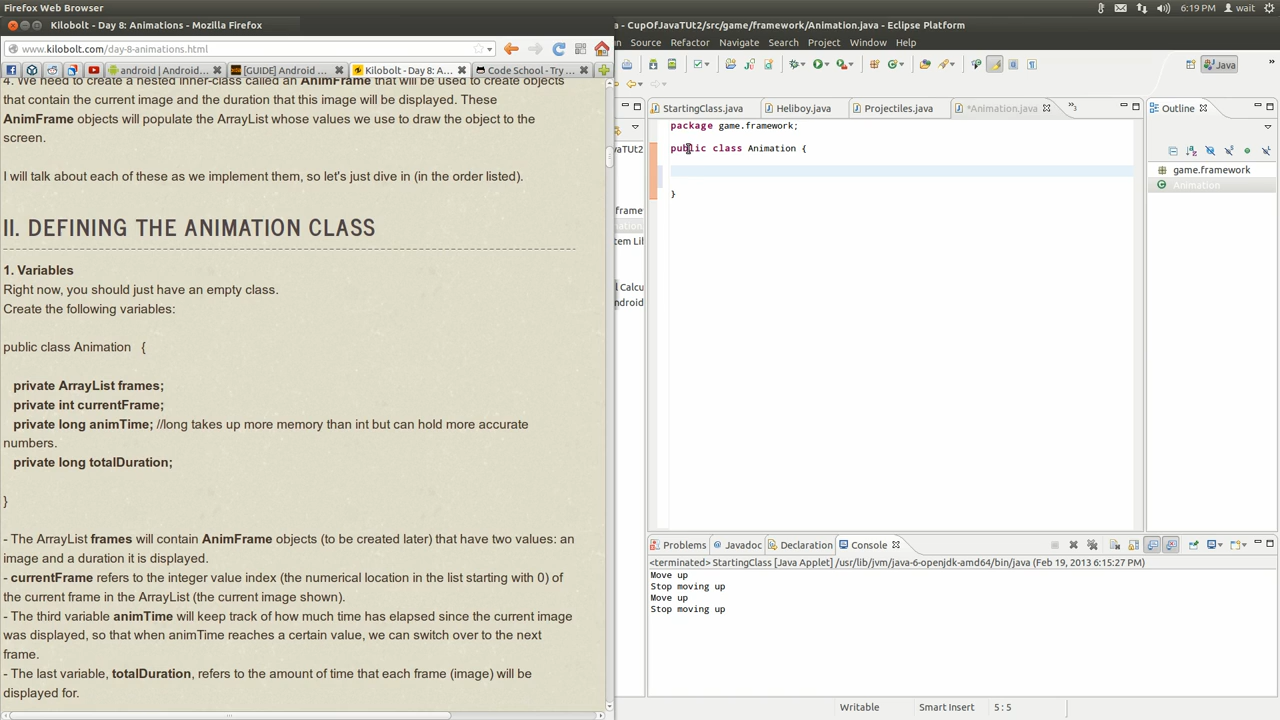 Firefox Web Browser
6:19 PM
wait
Kilobolt - Day 8: Animations - Mozilla Firefox
- CupOfJavaTUt2/src/game/framework/Animation.java - Eclipse Platform
www.kilobolt.com/day-8-animations.html
Source Refactor Navigate Search Project Window Help
Java
android | Android...
[GUIDE] Android ...
Kilobolt - Day 8: A...
Code School - Try ...
StartingClass.java
Heliboy.java
Projectiles.java
*Animation.java
Outline
4. We need to create a nested inner-class called an AnimFrame that will be used to create objects
that contain the current image and the duration that this image will be displayed. These
AnimFrame objects will populate the ArrayList whose values we use to draw the object to the
screen.
I will talk about each of these as we implement them, so let's just dive in (in the order listed).
II. DEFINING THE ANIMATION CLASS
1. Variables
Right now, you should just have an empty class.
Create the following variables:
public class Animation {
private ArrayList frames;
private int currentFrame;
private long animTime; //long takes up more memory than int but can hold more accurate
numbers.
private long totalDuration;
}
- The ArrayList frames will contain AnimFrame objects (to be created later) that have two values: an
image and a duration it is displayed.
- currentFrame refers to the integer value index (the numerical location in the list starting with 0) of
the current frame in the ArrayList (the current image shown).
- The third variable animTime will keep track of how much time has elapsed since the current image
was displayed, so that when animTime reaches a certain value, we can switch over to the next
frame.
- The last variable, totalDuration, refers to the amount of time that each frame (image) will be
displayed for.
vaTUt2
frame
tem Lib
l Calcu
ndroid
package game.framework;
public class Animation {
}
game.framework
Animation
Problems Javadoc Declaration Console
<terminated> StartingClass [Java Applet] /usr/lib/jvm/java-6-openjdk-amd64/bin/java (Feb 19, 2013 6:15:27 PM)
Move up
Stop moving up
Move up
Stop moving up
Writable Smart Insert 5 : 5